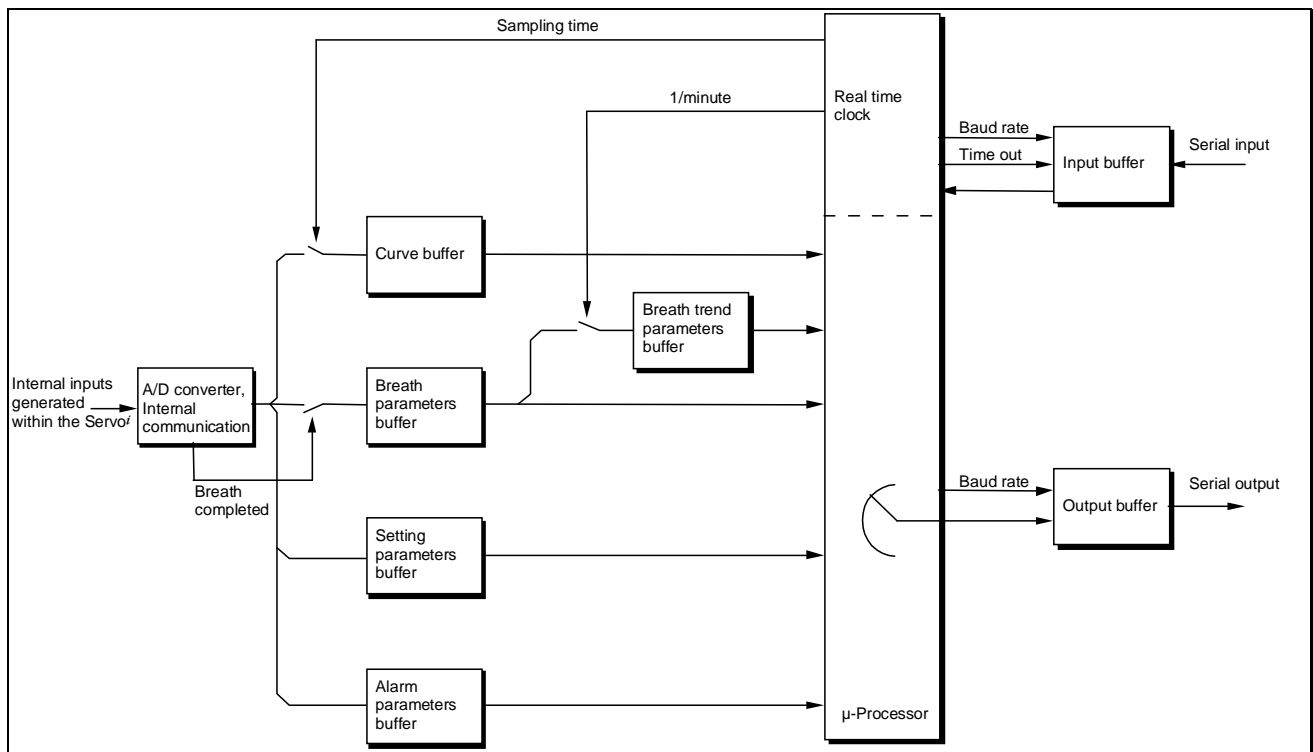 Sampling time
1/minute
Real time
clock
Baud rate
Time out
Input buffer
Serial input
Curve buffer
Breath trend
parameters
buffer
Internal inputs
generated
within the Servoi
A/D converter,
Internal
communication
Breath
parameters
buffer
Breath
completed
Baud rate
Output buffer
Serial output
Setting
parameters
buffer
Alarm
parameters
buffer
µ-Processor